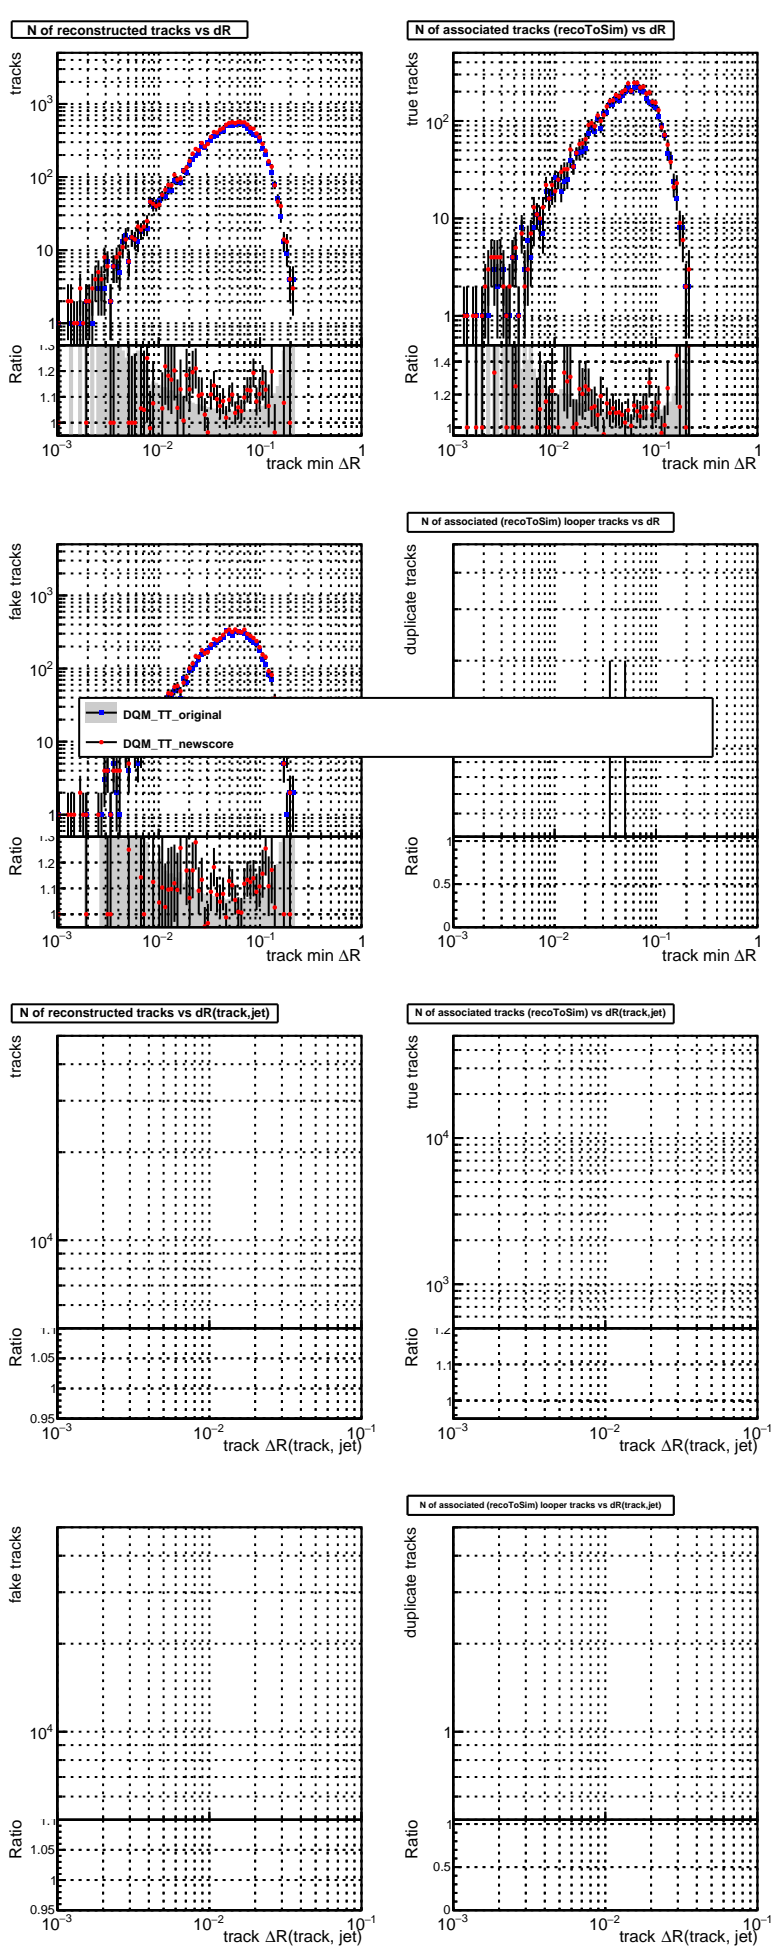 N of reconstructed tracks vs dR
N of associated tracks (recoToSim) vs dR
tracks
10³
10²
10
1
Ratio
1.3
1.2
1.1
1
10⁻³ 10⁻² 10⁻¹ 1
track min ΔR
true tracks
10²
10
1
Ratio
1.4
1.2
1
10⁻³ 10⁻² 10⁻¹ 1
track min ΔR
N of associated (recoToSim) looper tracks vs dR
fake tracks
10³
10²
10
1
Ratio
1.3
1.2
1.1
1
10⁻³ 10⁻² 10⁻¹ 1
track min ΔR
duplicate tracks
Ratio
1
0.5
0
10⁻³ 10⁻² 10⁻¹ 1
track min ΔR
DQM_TT_original
DQM_TT_newscore
N of reconstructed tracks vs dR(track,jet)
N of associated tracks (recoToSim) vs dR(track,jet)
tracks
10⁴
Ratio
1.1
1.05
1
0.95
10⁻³ 10⁻² 10⁻¹
track ΔR(track, jet)
true tracks
10⁴
10³
Ratio
1.2
1.1
1
10⁻³ 10⁻² 10⁻¹
track ΔR(track, jet)
N of associated (recoToSim) looper tracks vs dR(track,jet)
fake tracks
10⁴
Ratio
1.1
1.05
1
0.95
10⁻³ 10⁻² 10⁻¹
track ΔR(track, jet)
duplicate tracks
1
Ratio
1
0.5
0
10⁻³ 10⁻² 10⁻¹
track ΔR(track, jet)